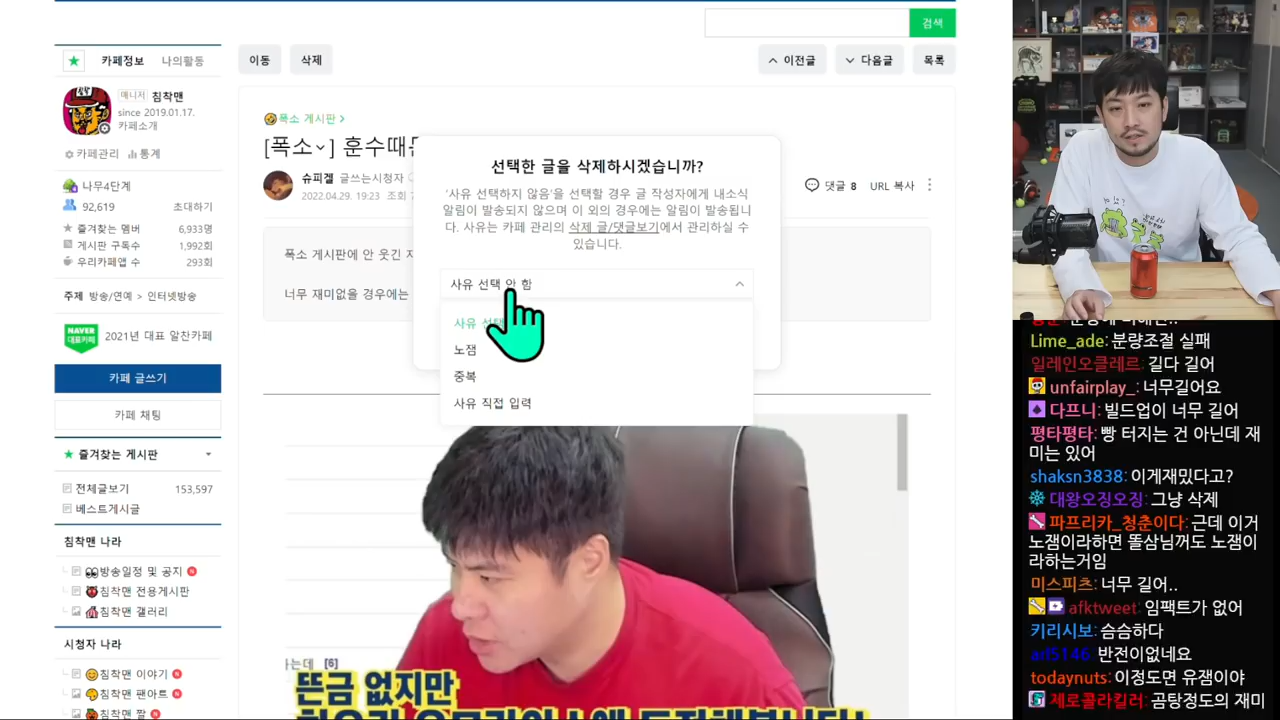 검색
카페정보 나의활동
매니저 침착맨
since 2019.01.17.
카페소개
카페관리 통계
나무4단계
92,619 초대하기
즐겨찾는 멤버 6,933명
게시판 구독수 1,992회
우리카페앱 수 293회
주제 방송/연예 > 인터넷방송
NAVER
대표카페
2021년 대표 알찬카페
카페 글쓰기
카페 채팅
즐겨찾는 게시판
전체글보기 153,597
베스트게시글
침착맨 나라
방송일정 및 공지 N
침착맨 전용게시판
침착맨 갤러리
시청자 나라
침착맨 이야기 N
침착맨 팬아트 N
침착맨 짤 N
이동 삭제 이전글 다음글 목록
폭소 게시판 >
[폭소ˇ] 훈수때문
슈피겔 글쓰는시청자
2022.04.29. 19:23 조회 7
댓글 8 URL 복사
폭소 게시판에 안 웃긴
너무 재미없을 경우에는
선택한 글을 삭제하시겠습니까?
'사유 선택하지 않음'을 선택할 경우 글 작성자에게 내소식
알림이 발송되지 않으며 이 외의 경우에는 알림이 발송됩니
다. 사유는 카페 관리의 삭제 글/댓글보기에서 관리하실 수
있습니다.
사유 선택 안 함
사유 선택
노잼
중복
사유 직접 입력
[6]
뜬금 없지만
Lime_ade: 분량조절 실패
일레인오클레르: 길다 길어
unfairplay_: 너무길어요
다프니: 빌드업이 너무 길어
평타평타: 빵 터지는 건 아닌데 재
미는 있어
shaksn3838: 이게재밌다고?
대왕오징오징: 그냥 삭제
파프리카_청춘이다: 근데 이거
노잼이라하면 똘삼님꺼도 노잼이
라하는거임
미스피츠: 너무 길어..
afktweet: 임팩트가 없어
키리시보: 슴슴하다
반전이없네요
todaynuts: 이정도면 유잼이야
제로콜라킬러: 곰탕정도의 재미